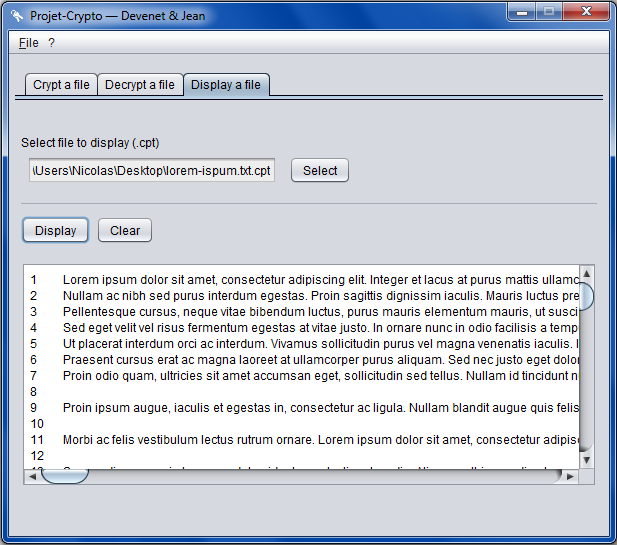 Projet-Crypto — Devenet & Jean
File ?
Crypt a file Decrypt a file Display a file
Select file to display (.cpt)
\Users\Nicolas\Desktop\lorem-ispum.txt.cpt Select
Display Clear
1 Lorem ipsum dolor sit amet, consectetur adipiscing elit. Integer et lacus at purus mattis ullamc
2 Nullam ac nibh sed purus interdum egestas. Proin sagittis dignissim iaculis. Mauris luctus pre
3 Pellentesque cursus, neque vitae bibendum luctus, purus mauris elementum mauris, ut susci
4 Sed eget velit vel risus fermentum egestas at vitae justo. In ornare nunc in odio facilisis a temp
5 Ut placerat interdum orci ac interdum. Vivamus sollicitudin purus vel magna venenatis iaculis. I
6 Praesent cursus erat ac magna laoreet at ullamcorper purus aliquam. Sed nec justo eget dolor
7 Proin odio quam, ultricies sit amet accumsan eget, sollicitudin sed tellus. Nullam id tincidunt n
8
9 Proin ipsum augue, iaculis et egestas in, consectetur ac ligula. Nullam blandit augue quis felis
10
11 Morbi ac felis vestibulum lectus rutrum ornare. Lorem ipsum dolor sit amet, consectetur adipis
12